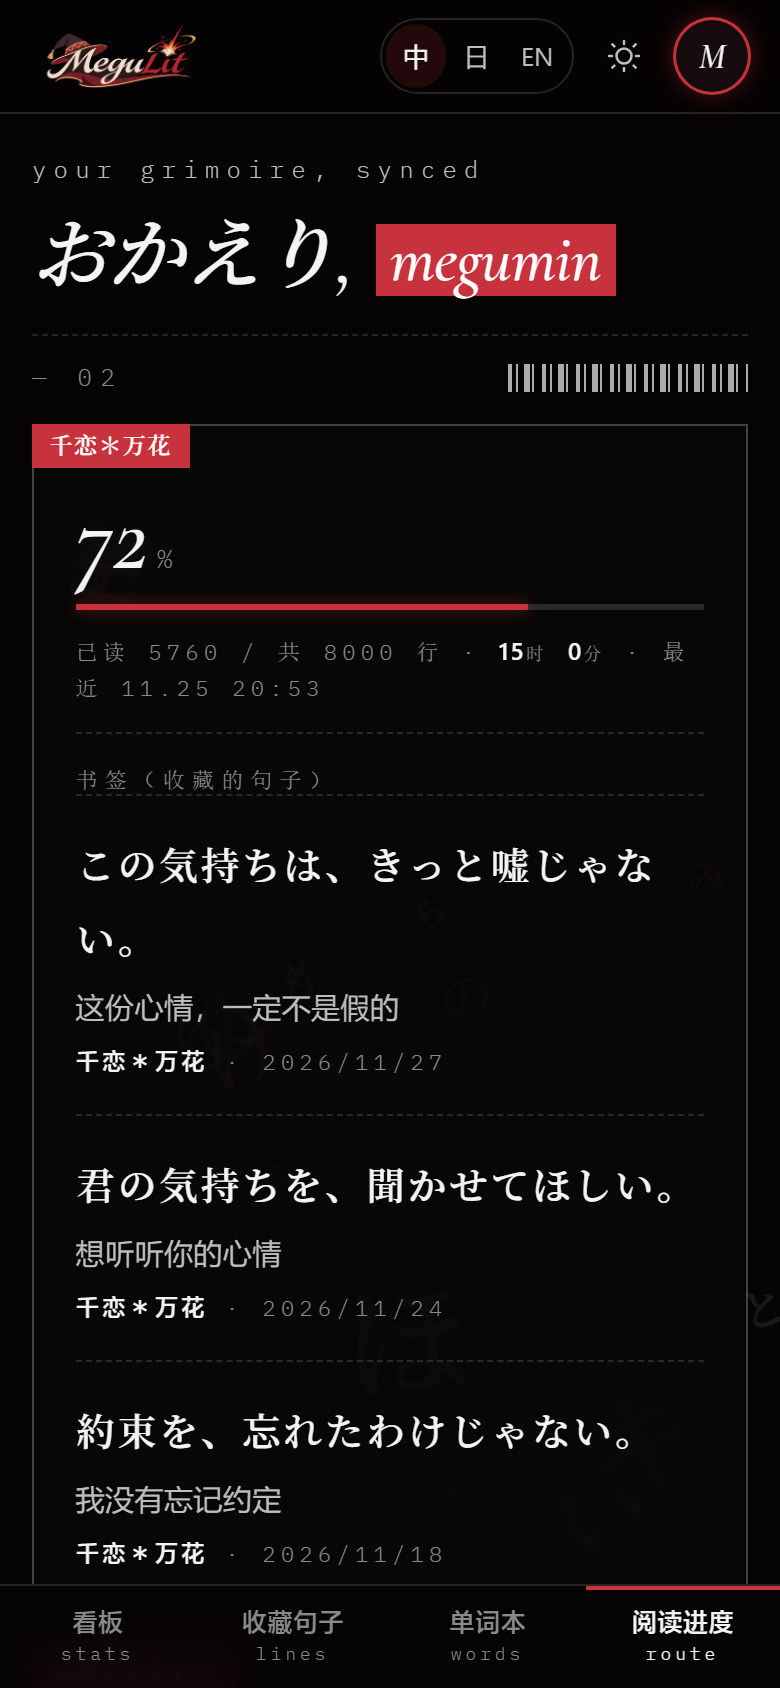 MeguLit
中 日 EN
M
your grimoire, synced
おかえり, megumin
— 02
千恋＊万花
72 %
已读 5760 / 共 8000 行 · 15时 0分 · 最
近 11.25 20:53
书签（收藏的句子）
この気持ちは、きっと嘘じゃな
い。
这份心情，一定不是假的
千恋＊万花 · 2026/11/27
君の気持ちを、聞かせてほしい。
想听听你的心情
千恋＊万花 · 2026/11/24
約束を、忘れたわけじゃない。
我没有忘记约定
千恋＊万花 · 2026/11/18
看板 收藏句子 单词本 阅读进度
stats lines words route